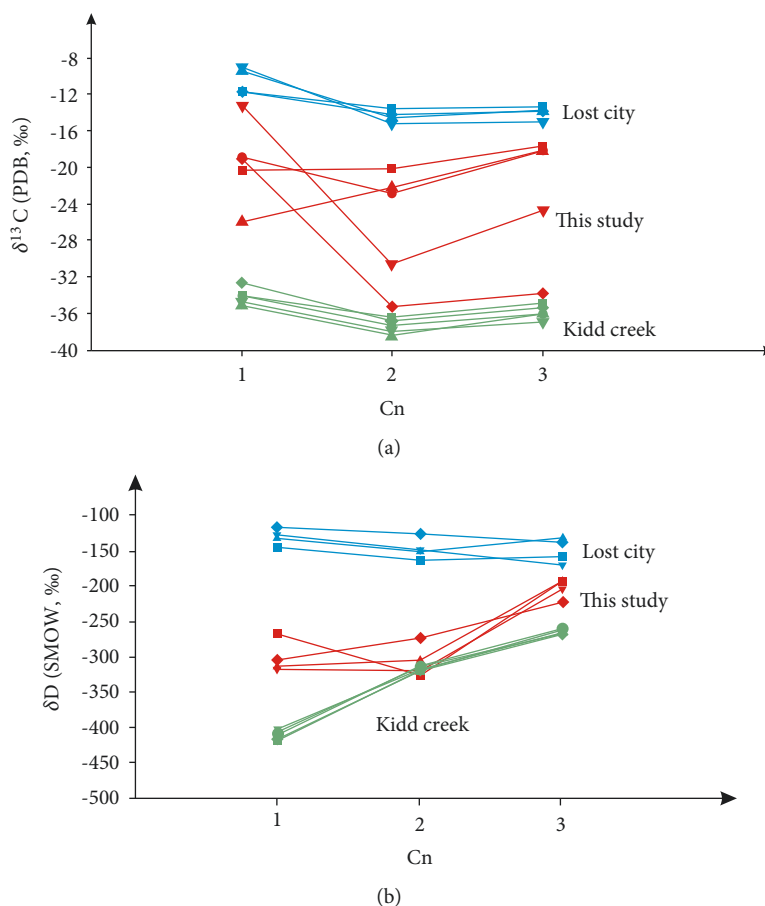 -8
-12
-16
-20
-24
-28
-32
-36
-40
δ13C (PDB, ‰)
Lost city
This study
Kidd creek
1 2 3
Cn
(a)
-100
-150
-200
-250
-300
-350
-400
-450
-500
δD (SMOW, ‰)
Lost city
This study
Kidd creek
1 2 3
Cn
(b)